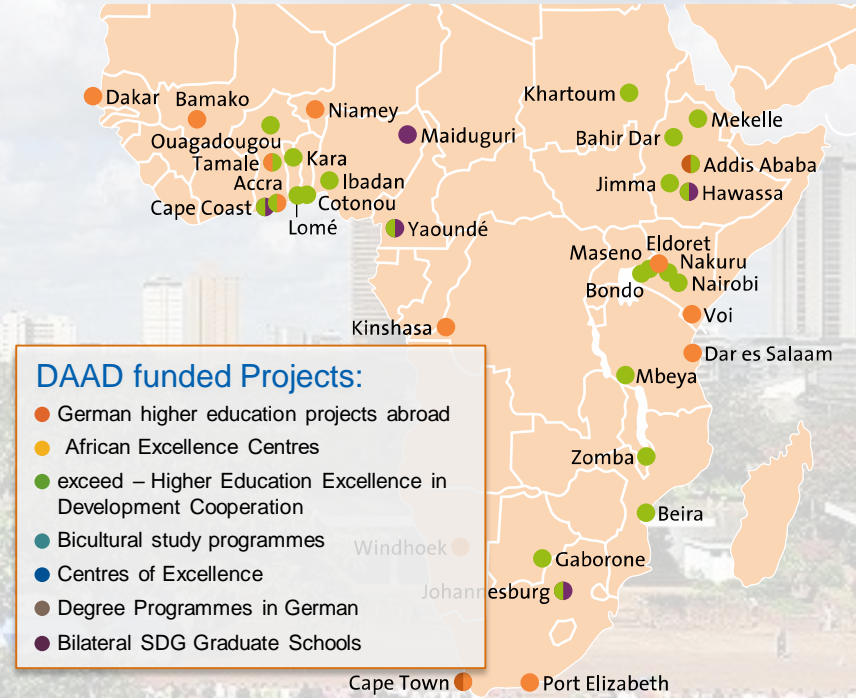 Dakar
Bamako
Niamey
Khartoum
Mekelle
Maiduguri
Bahir Dar
Ouagadougou
Kara
Tamale
Addis Ababa
Accra
Ibadan
Jimma
Hawassa
Cape Coast
Cotonou
Lomé
Yaoundé
Eldoret
Maseno
Nakuru
Nairobi
Bondo
Voi
Kinshasa
Dar es Salaam
Mbeya
DAAD funded Projects:
German higher education projects abroad
African Excellence Centres
exceed – Higher Education Excellence in
Development Cooperation
Bicultural study programmes
Centres of Excellence
Degree Programmes in German
Bilateral SDG Graduate Schools
Zomba
Beira
Windhoek
Gaborone
Johannesburg
Cape Town
Port Elizabeth